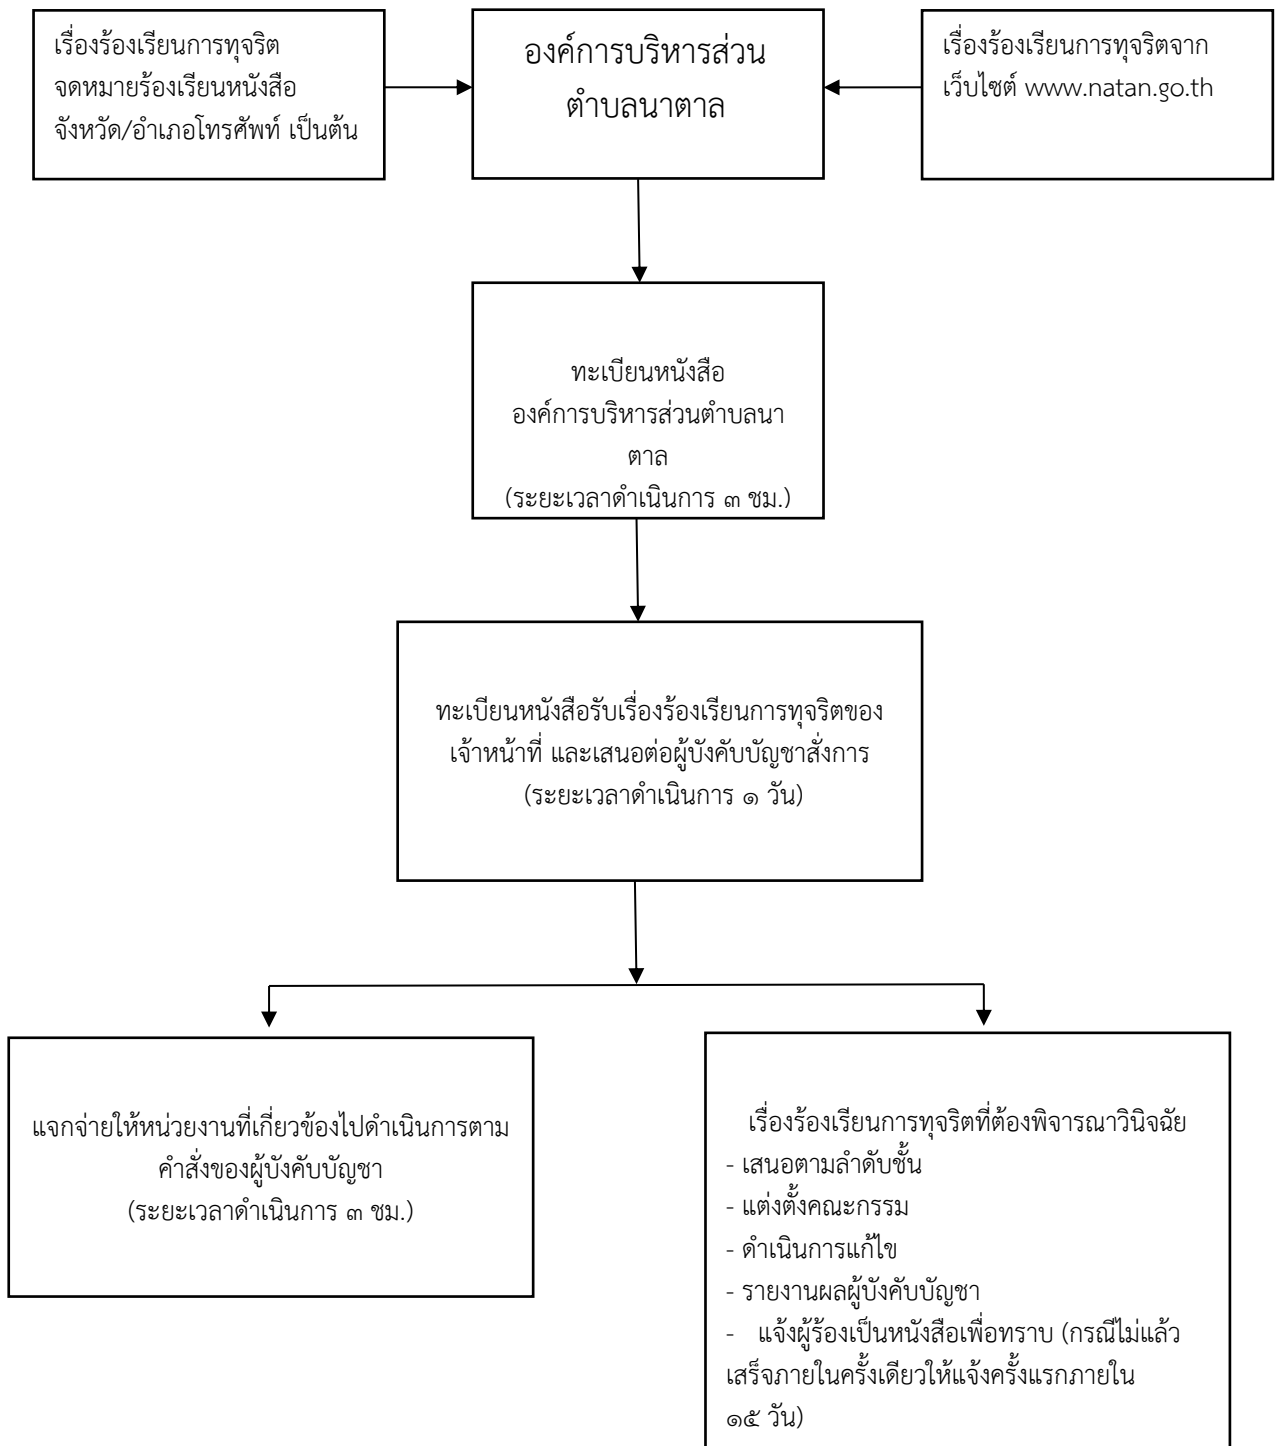 เรื่องร้องเรียนการทุจริต
จดหมายร้องเรียนหนังสือ
จังหวัด/อำเภอโทรศัพท์ เป็นต้น
องค์การบริหารส่วน
ตำบลนาตาล
เรื่องร้องเรียนการทุจริตจาก
เว็บไซต์ www.natan.go.th
ทะเบียนหนังสือ
องค์การบริหารส่วนตำบลนา
ตาล
(ระยะเวลาดำเนินการ ๓ ชม.)
ทะเบียนหนังสือรับเรื่องร้องเรียนการทุจริตของ
เจ้าหน้าที่ และเสนอต่อผู้บังคับบัญชาสั่งการ
(ระยะเวลาดำเนินการ ๑ วัน)
แจกจ่ายให้หน่วยงานที่เกี่ยวข้องไปดำเนินการตาม
คำสั่งของผู้บังคับบัญชา
(ระยะเวลาดำเนินการ ๓ ชม.)
เรื่องร้องเรียนการทุจริตที่ต้องพิจารณาวินิจฉัย
- เสนอตามลำดับชั้น
- แต่งตั้งคณะกรรม
- ดำเนินการแก้ไข
- รายงานผลผู้บังคับบัญชา
- แจ้งผู้ร้องเป็นหนังสือเพื่อทราบ (กรณีไม่แล้ว
เสร็จภายในครั้งเดียวให้แจ้งครั้งแรกภายใน
๑๕ วัน)